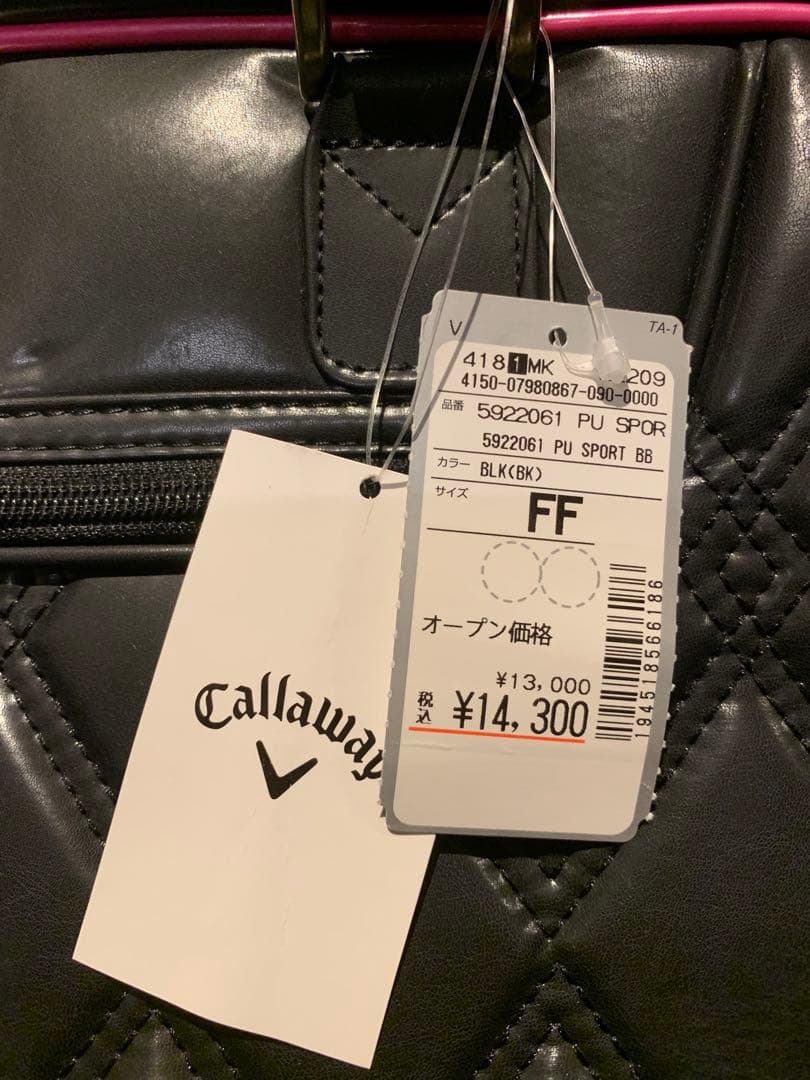 V
TA-1
418 1 MK
209
4150-07980867-090-0000
品番 5922061 PU SPOR
5922061 PU SPORT BB
カラー BLK(BK)
サイズ FF
オープン価格
¥13,000
税込 ¥14,300
194518566186
Callaway